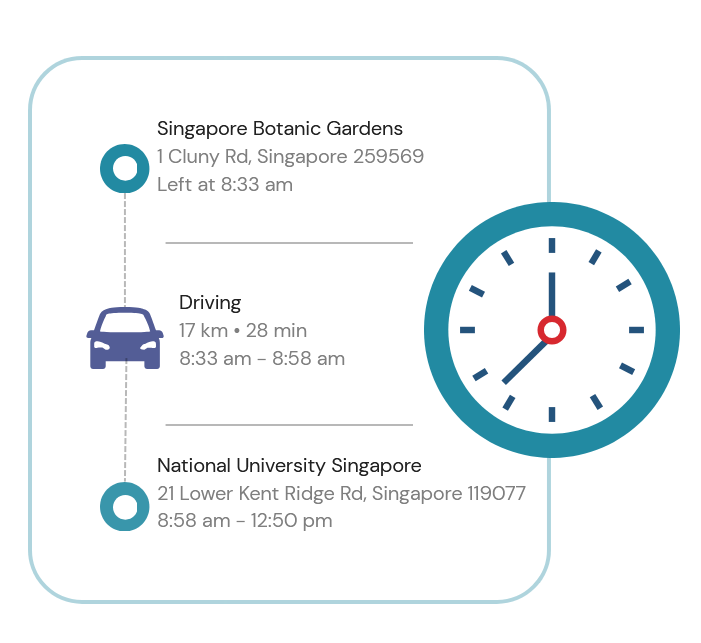 Singapore Botanic Gardens
1 Cluny Rd, Singapore 259569
Left at 8:33 am
Driving
17 km • 28 min
8:33 am - 8:58 am
National University Singapore
21 Lower Kent Ridge Rd, Singapore 119077
8:58 am - 12:50 pm